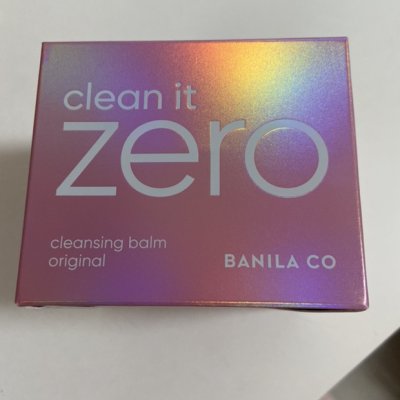 clean it
zero
cleansing balm
original
BANILA CO